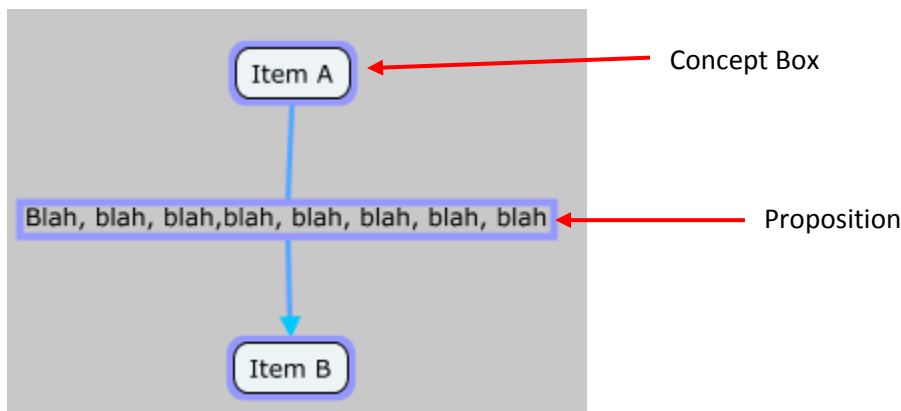 Item A
Concept Box
Blah, blah, blah,blah, blah, blah, blah, blah
Proposition
Item B